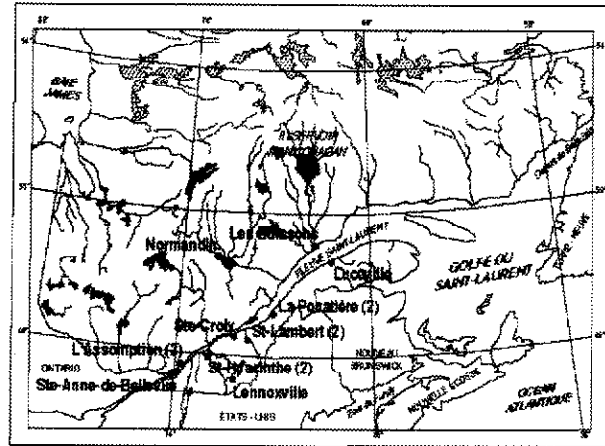 BAIE
JAMES
RÉSERVOIR
MANICOUAGAN
Les Buissons
Normandin
FLEUVE SAINT-LAURENT
GOLFE DU
SAINT-LAURENT
TERRE-NEUVE
La Pocatière (2)
Ste-Croix
St-Lambert (2)
L'Assomption (3)
NOUVEAU
BRUNSWICK
ONTARIO
St-Hyacinthe (2)
Ste-Anne-de-Bellevue
Lennoxville
ÉTATS-UNIS
NOUVELLE ÉCOSSE
OCÉAN
ATLANTIQUE